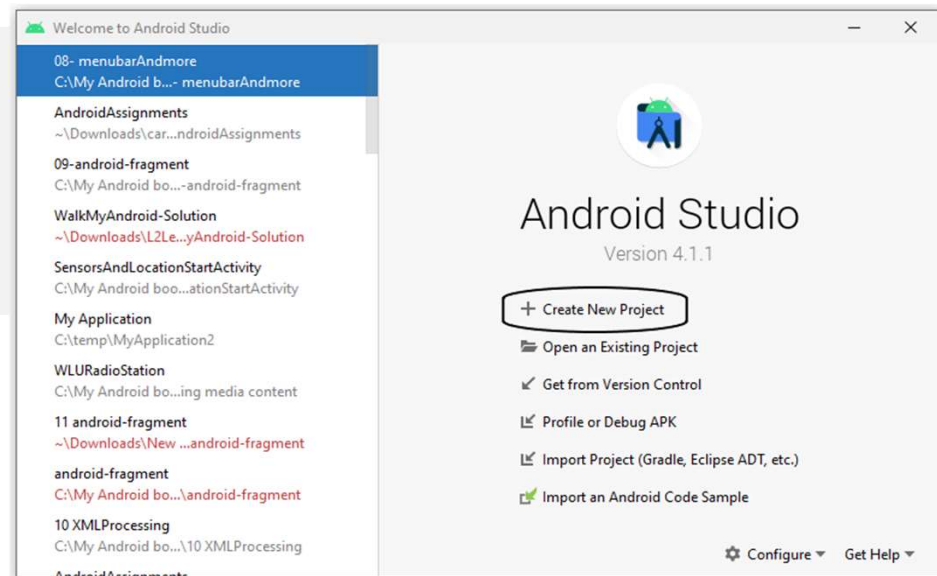 Welcome to Android Studio
08- menubarAndmore
C:\My Android b...- menubarAndmore
AndroidAssignments
~\Downloads\car...ndroidAssignments
09-android-fragment
C:\My Android bo...-android-fragment
WalkMyAndroid-Solution
~\Downloads\L2Le...yAndroid-Solution
SensorsAndLocationStartActivity
C:\My Android boo...ationStartActivity
My Application
C:\temp\MyApplication2
WLURadioStation
C:\My Android bo...ing media content
11 android-fragment
~\Downloads\New ...android-fragment
android-fragment
C:\My Android bo...\android-fragment
10 XMLProcessing
C:\My Android bo...\10 XMLProcessing
AndroidAssignments
Android Studio
Version 4.1.1
Create New Project
Open an Existing Project
Get from Version Control
Profile or Debug APK
Import Project (Gradle, Eclipse ADT, etc.)
Import an Android Code Sample
Configure
Get Help